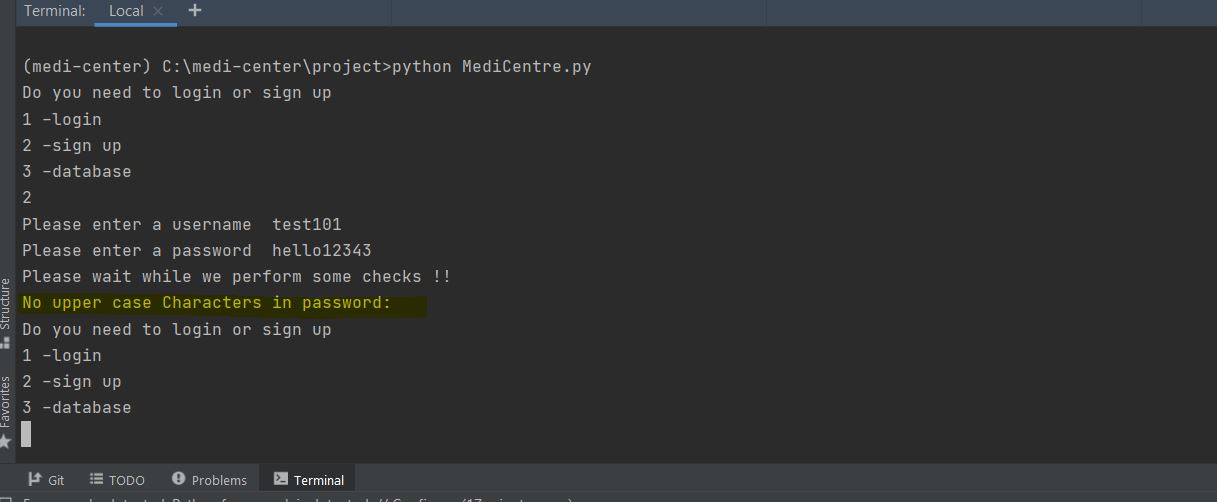 Terminal: Local × +
(medi-center) C:\medi-center\project>python MediCentre.py
Do you need to login or sign up
1 -login
2 -sign up
3 -database
2
Please enter a username  test101
Please enter a password  hello12343
Please wait while we perform some checks !!
No upper case Characters in password:
Do you need to login or sign up
1 -login
2 -sign up
3 -database
Structure
Favorites
Git TODO Problems Terminal